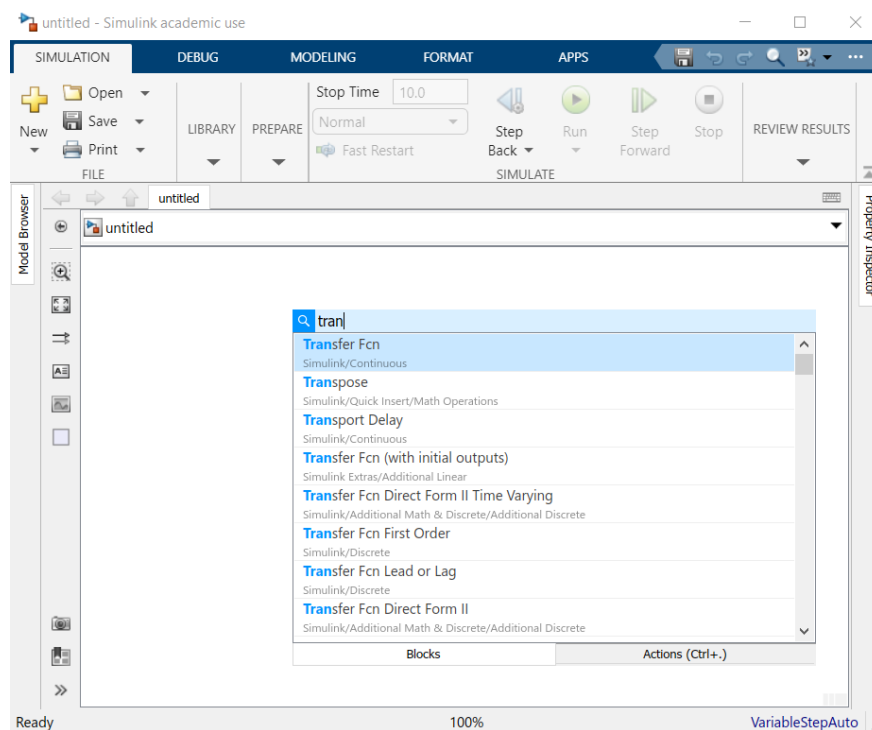 untitled - Simulink academic use
SIMULATION DEBUG MODELING FORMAT APPS
New
Open
Save
Print
FILE
LIBRARY
PREPARE
Stop Time 10.0
Normal
Fast Restart
Step Back
Run
Step Forward
Stop
SIMULATE
REVIEW RESULTS
Model Browser
untitled
untitled
Property Inspector
tran
Transfer Fcn
Simulink/Continuous
Transpose
Simulink/Quick Insert/Math Operations
Transport Delay
Simulink/Continuous
Transfer Fcn (with initial outputs)
Simulink Extras/Additional Linear
Transfer Fcn Direct Form II Time Varying
Simulink/Additional Math & Discrete/Additional Discrete
Transfer Fcn First Order
Simulink/Discrete
Transfer Fcn Lead or Lag
Simulink/Discrete
Transfer Fcn Direct Form II
Simulink/Additional Math & Discrete/Additional Discrete
Blocks Actions (Ctrl+.)
Ready 100% VariableStepAuto